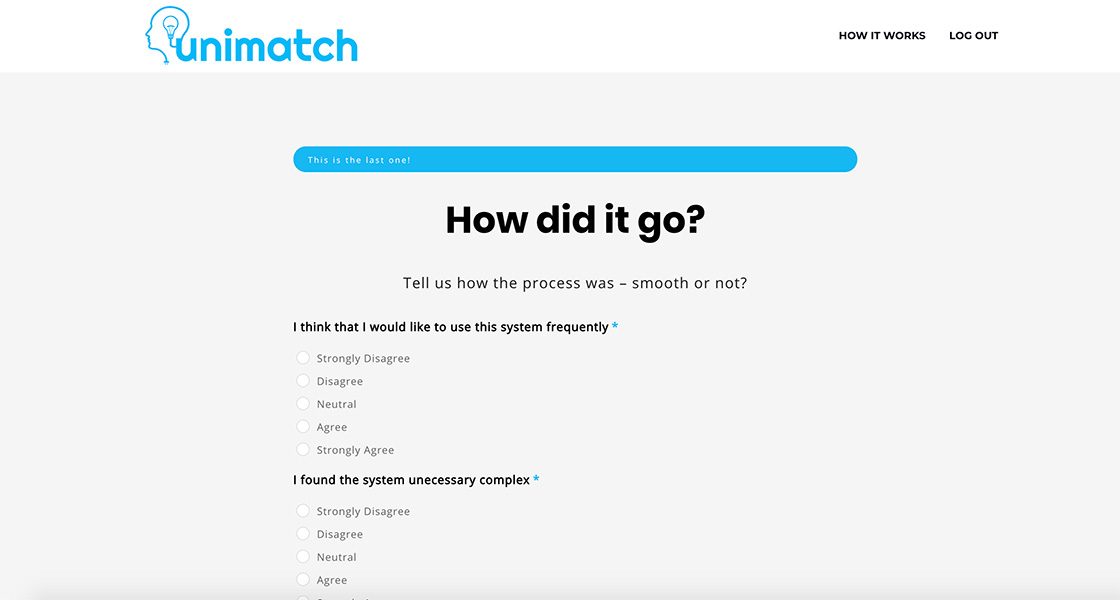 unimatch
HOW IT WORKS
LOG OUT
This is the last one!
How did it go?
Tell us how the process was – smooth or not?
I think that I would like to use this system frequently *
Strongly Disagree
Disagree
Neutral
Agree
Strongly Agree
I found the system unecessary complex *
Strongly Disagree
Disagree
Neutral
Agree